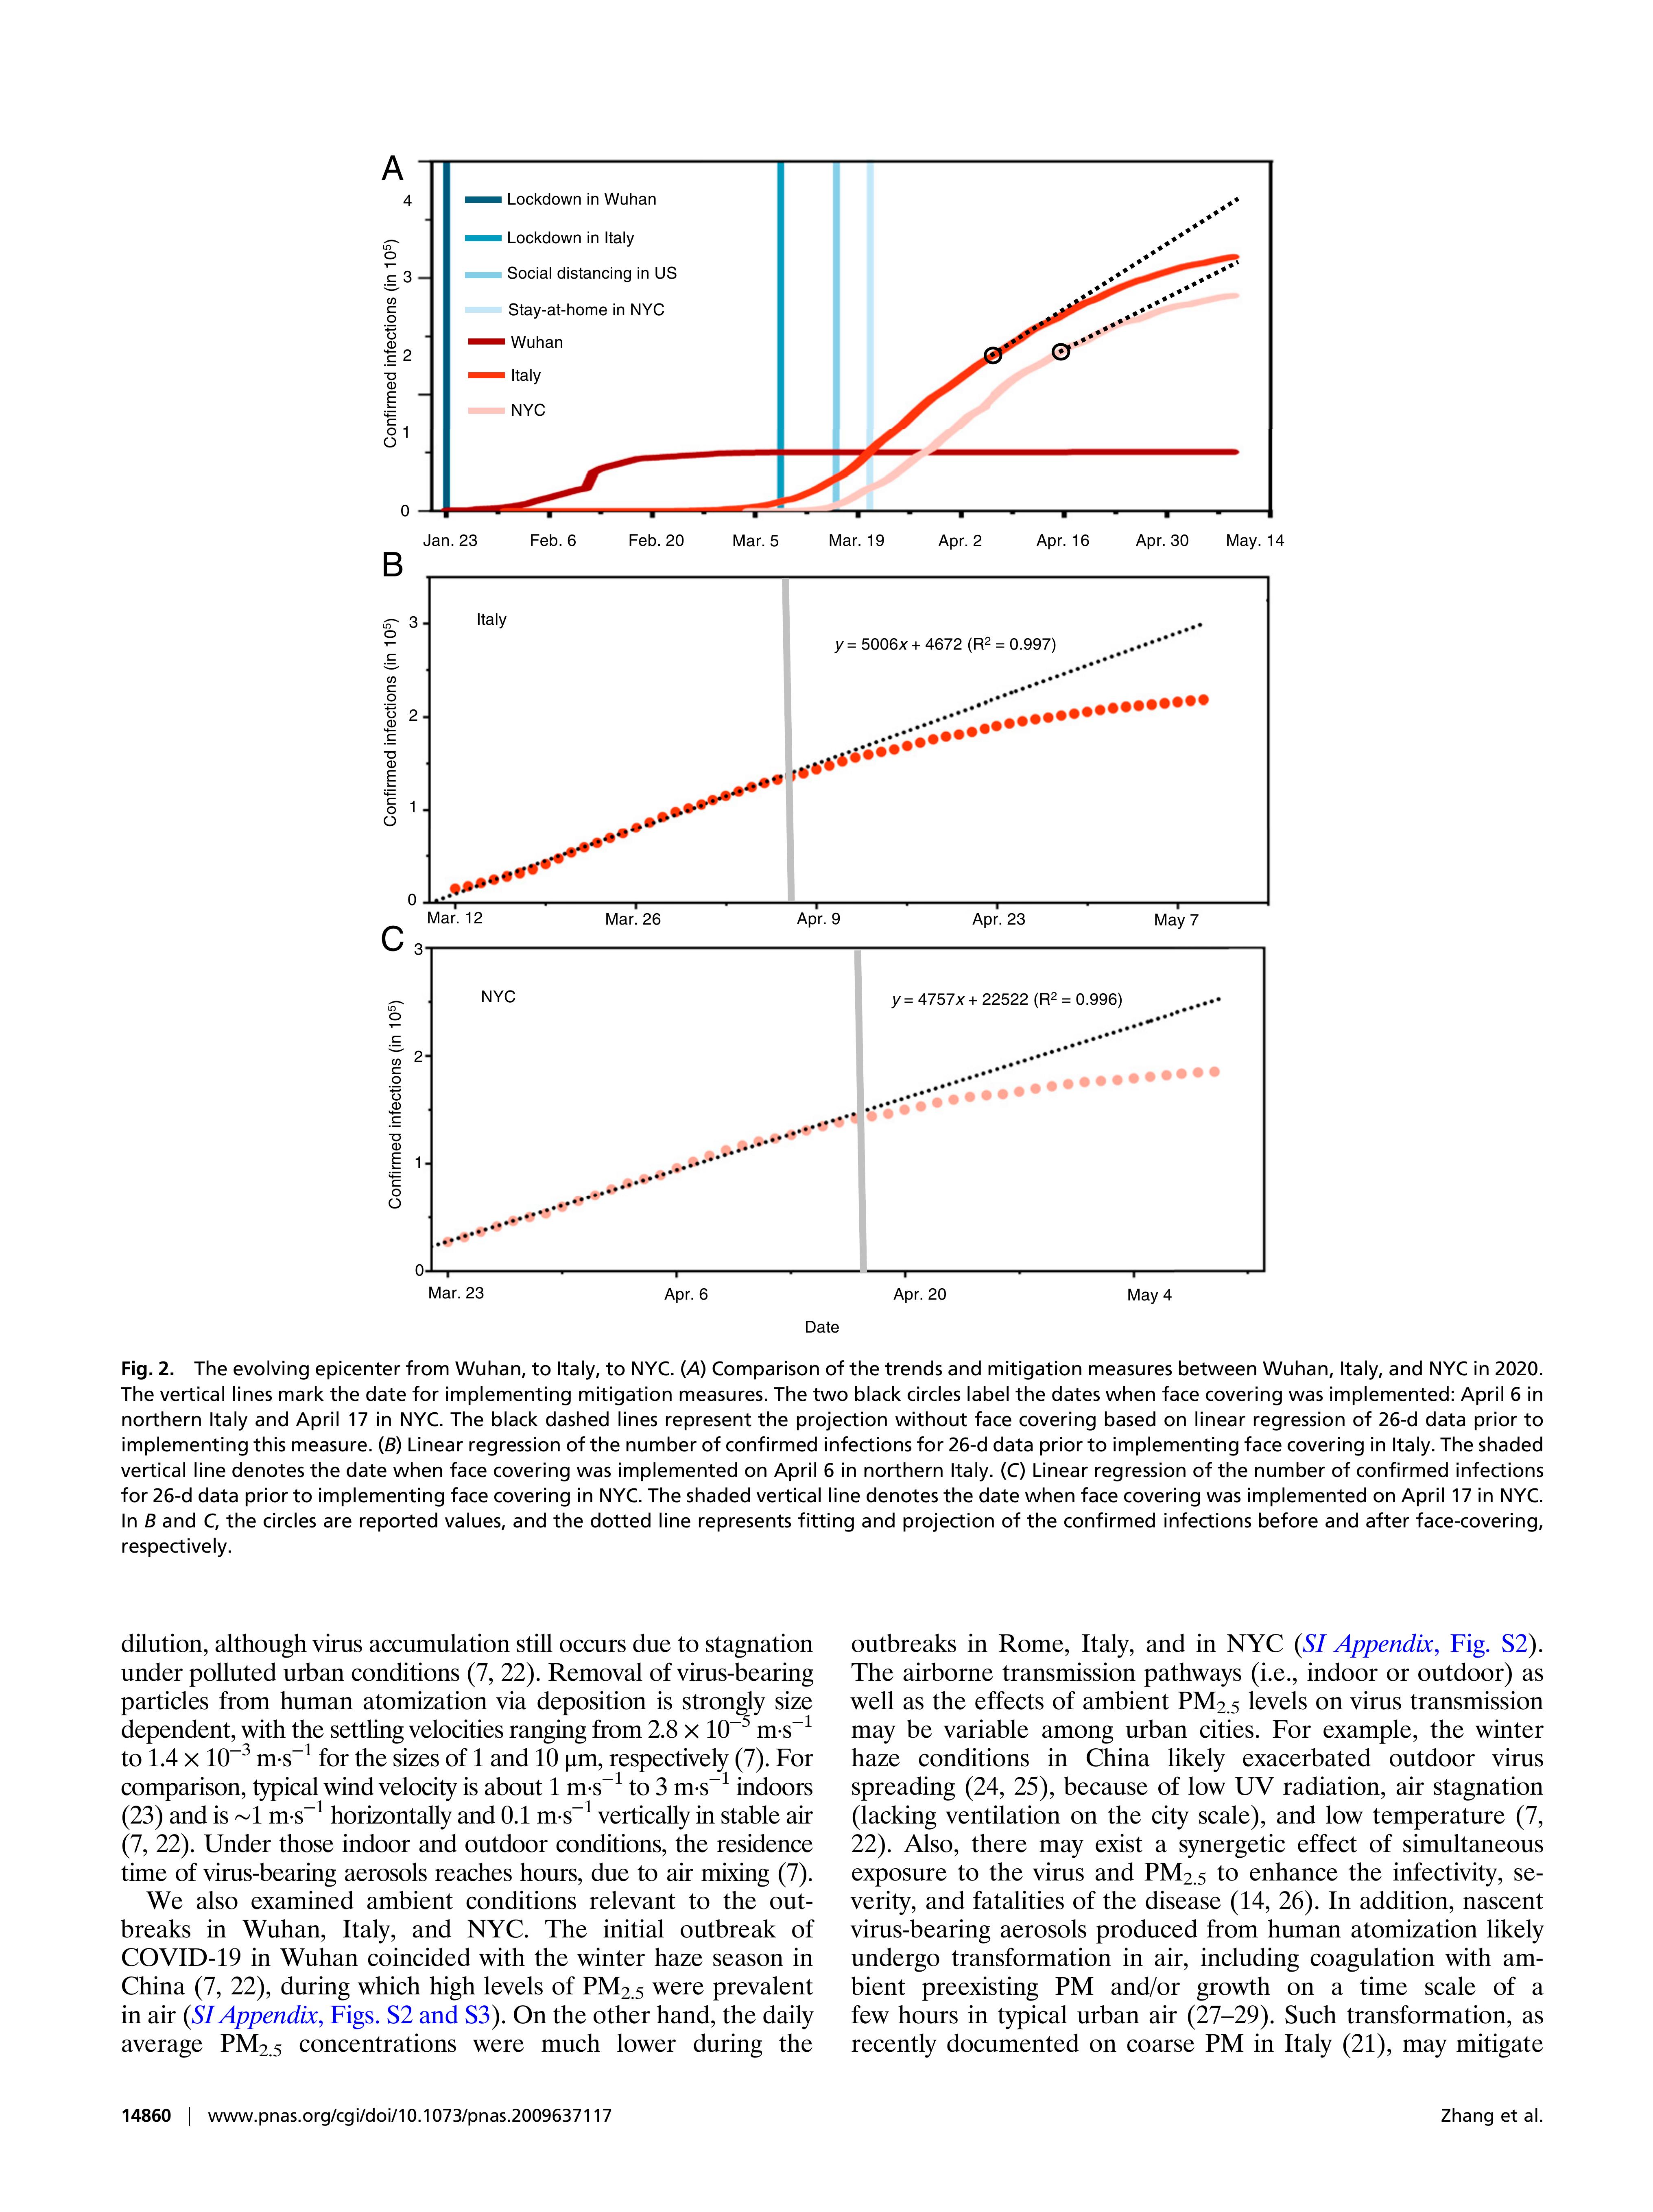 A
4
3
2
1
0
Confirmed infections (in 10⁵)
Lockdown in Wuhan
Lockdown in Italy
Social distancing in US
Stay-at-home in NYC
Wuhan
Italy
NYC
Jan. 23 Feb. 6 Feb. 20 Mar. 5 Mar. 19 Apr. 2 Apr. 16 Apr. 30 May. 14
B
3
2
1
0
Confirmed infections (in 10⁵)
Italy
y = 5006x + 4672 (R² = 0.997)
Mar. 12 Mar. 26 Apr. 9 Apr. 23 May 7
C
3
2
1
0
Confirmed infections (in 10⁵)
NYC
y = 4757x + 22522 (R² = 0.996)
Mar. 23 Apr. 6 Apr. 20 May 4
Date
Fig. 2. The evolving epicenter from Wuhan, to Italy, to NYC. (A) Comparison of the trends and mitigation measures between Wuhan, Italy, and NYC in 2020.
The vertical lines mark the date for implementing mitigation measures. The two black circles label the dates when face covering was implemented: April 6 in
northern Italy and April 17 in NYC. The black dashed lines represent the projection without face covering based on linear regression of 26-d data prior to
implementing this measure. (B) Linear regression of the number of confirmed infections for 26-d data prior to implementing face covering in Italy. The shaded
vertical line denotes the date when face covering was implemented on April 6 in northern Italy. (C) Linear regression of the number of confirmed infections
for 26-d data prior to implementing face covering in NYC. The shaded vertical line denotes the date when face covering was implemented on April 17 in NYC.
In B and C, the circles are reported values, and the dotted line represents fitting and projection of the confirmed infections before and after face-covering,
respectively.
dilution, although virus accumulation still occurs due to stagnation
under polluted urban conditions (7, 22). Removal of virus-bearing
particles from human atomization via deposition is strongly size
dependent, with the settling velocities ranging from 2.8 × 10⁻⁵ m·s⁻¹
to 1.4 × 10⁻³ m·s⁻¹ for the sizes of 1 and 10 μm, respectively (7). For
comparison, typical wind velocity is about 1 m·s⁻¹ to 3 m·s⁻¹ indoors
(23) and is ~1 m·s⁻¹ horizontally and 0.1 m·s⁻¹ vertically in stable air
(7, 22). Under those indoor and outdoor conditions, the residence
time of virus-bearing aerosols reaches hours, due to air mixing (7).
We also examined ambient conditions relevant to the out-
breaks in Wuhan, Italy, and NYC. The initial outbreak of
COVID-19 in Wuhan coincided with the winter haze season in
China (7, 22), during which high levels of PM₂.₅ were prevalent
in air (SI Appendix, Figs. S2 and S3). On the other hand, the daily
average PM₂.₅ concentrations were much lower during the
outbreaks in Rome, Italy, and in NYC (SI Appendix, Fig. S2).
The airborne transmission pathways (i.e., indoor or outdoor) as
well as the effects of ambient PM₂.₅ levels on virus transmission
may be variable among urban cities. For example, the winter
haze conditions in China likely exacerbated outdoor virus
spreading (24, 25), because of low UV radiation, air stagnation
(lacking ventilation on the city scale), and low temperature (7,
22). Also, there may exist a synergetic effect of simultaneous
exposure to the virus and PM₂.₅ to enhance the infectivity, se-
verity, and fatalities of the disease (14, 26). In addition, nascent
virus-bearing aerosols produced from human atomization likely
undergo transformation in air, including coagulation with am-
bient preexisting PM and/or growth on a time scale of a
few hours in typical urban air (27–29). Such transformation, as
recently documented on coarse PM in Italy (21), may mitigate
14860 | www.pnas.org/cgi/doi/10.1073/pnas.2009637117
Zhang et al.